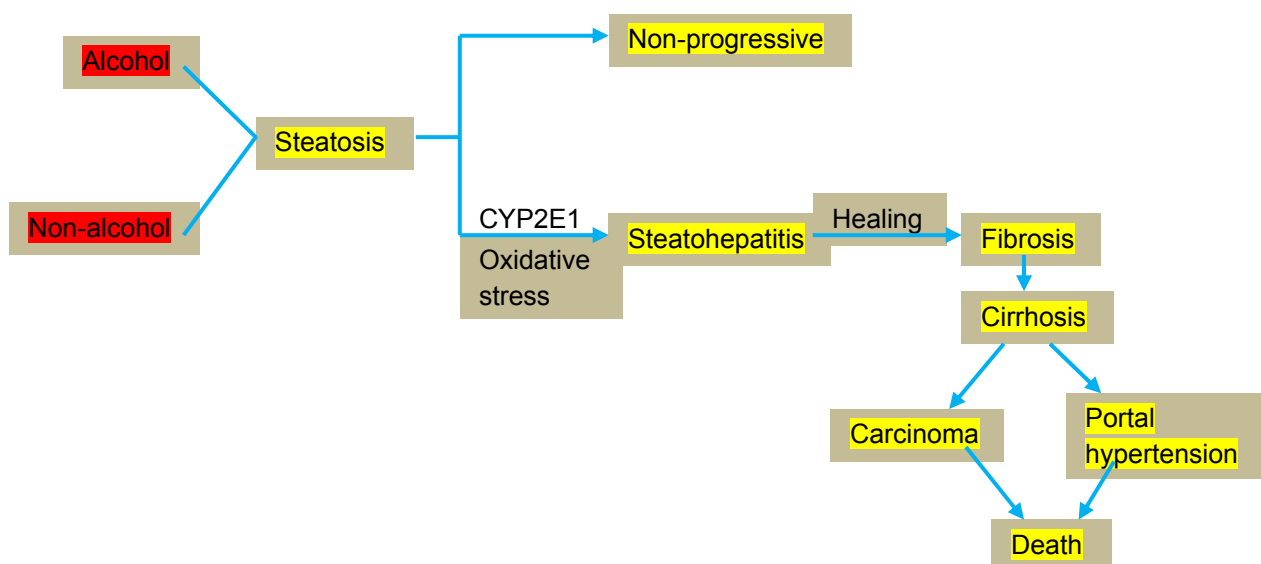 Non-progressive
Alcohol
Steatosis
Non-alcohol
CYP2E1
Oxidative
stress
Steatohepatitis
Healing
Fibrosis
Cirrhosis
Carcinoma
Portal
hypertension
Death